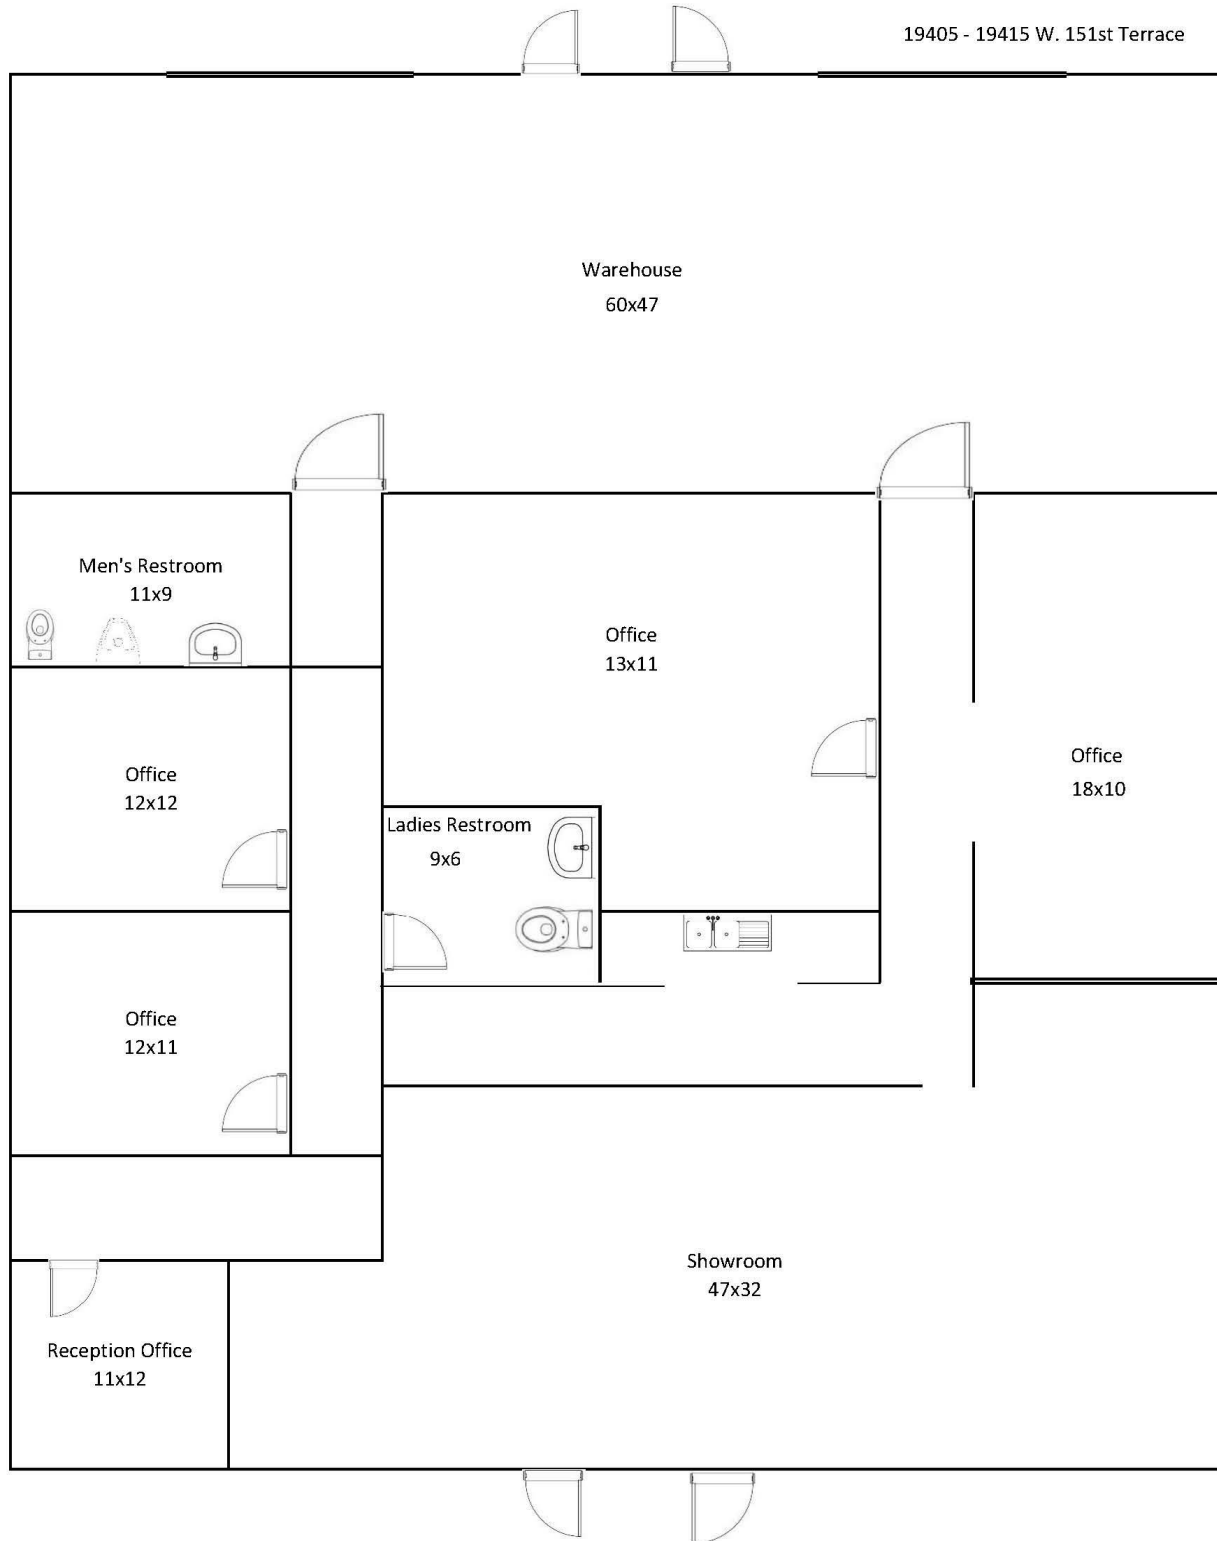 19405 - 19415 W. 151st Terrace
Warehouse
60x47
Men's Restroom
11x9
Office
13x11
Office
12x12
Office
18x10
Ladies Restroom
9x6
Office
12x11
Showroom
47x32
Reception Office
11x12